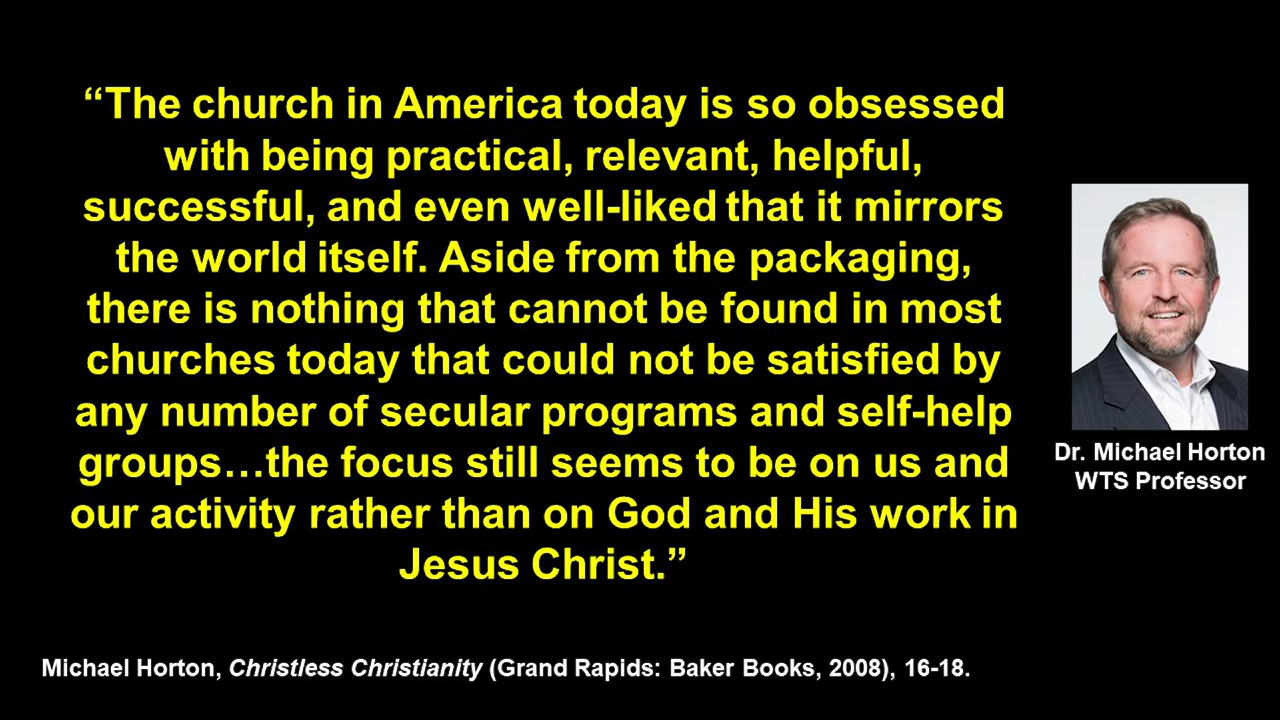 “The church in America today is so obsessed
with being practical, relevant, helpful,
successful, and even well-liked that it mirrors
the world itself. Aside from the packaging,
there is nothing that cannot be found in most
churches today that could not be satisfied by
any number of secular programs and self-help
groups…the focus still seems to be on us and
our activity rather than on God and His work in
Jesus Christ.”
Dr. Michael Horton
WTS Professor
Michael Horton, Christless Christianity (Grand Rapids: Baker Books, 2008), 16-18.